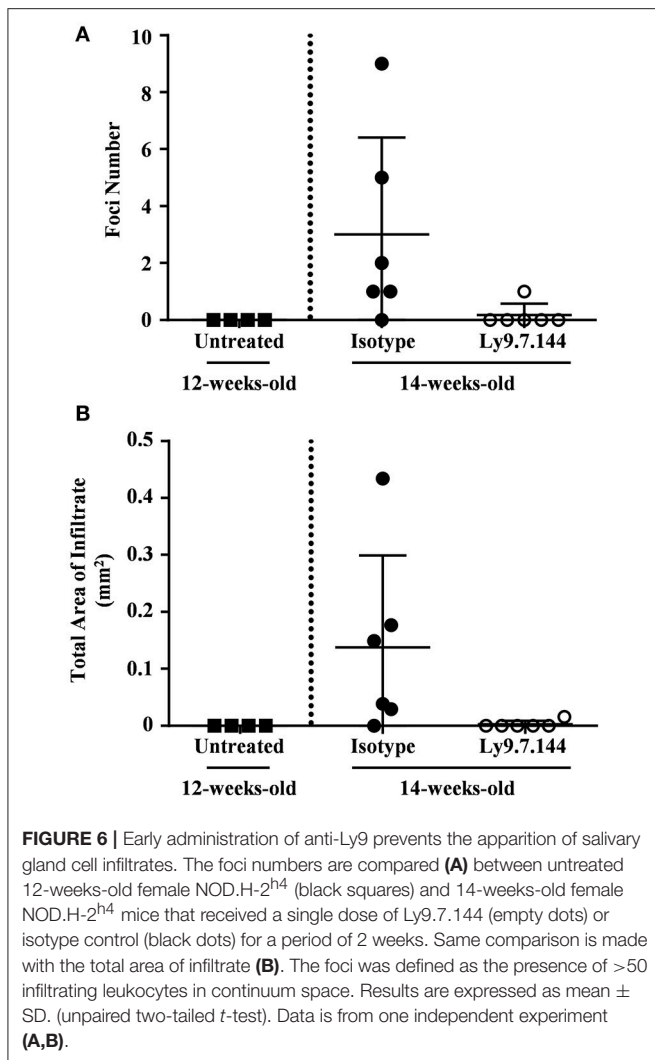 A
10
8
6
4
2
0
Foci Number
Untreated Isotype Ly9.7.144
12-weeks-old 14-weeks-old
B
0.5
0.4
0.3
0.2
0.1
0
Total Area of Infiltrate
(mm²)
Untreated Isotype Ly9.7.144
12-weeks-old 14-weeks-old
FIGURE 6 | Early administration of anti-Ly9 prevents the apparition of salivary
gland cell infiltrates. The foci numbers are compared (A) between untreated
12-weeks-old female NOD.H-2ʰ⁴ (black squares) and 14-weeks-old female
NOD.H-2ʰ⁴ mice that received a single dose of Ly9.7.144 (empty dots) or
isotype control (black dots) for a period of 2 weeks. Same comparison is made
with the total area of infiltrate (B). The foci was defined as the presence of >50
infiltrating leukocytes in continuum space. Results are expressed as mean ±
SD. (unpaired two-tailed t-test). Data is from one independent experiment
(A,B).